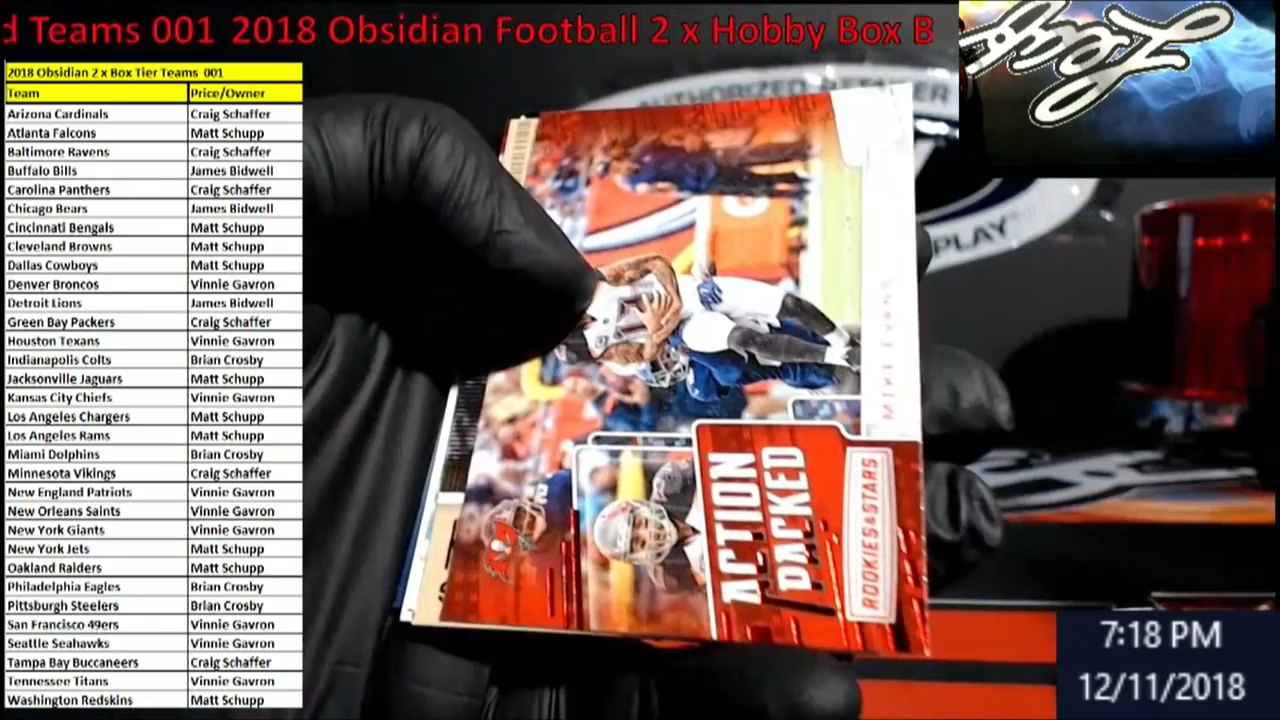 d Teams 001 2018 Obsidian Football 2 x Hobby Box B
2018 Obsidian 2 x Box Tier Teams 001
Team Price/Owner
Arizona Cardinals Craig Schaffer
Atlanta Falcons Matt Schupp
Baltimore Ravens Craig Schaffer
Buffalo Bills James Bidwell
Carolina Panthers Craig Schaffer
Chicago Bears James Bidwell
Cincinnati Bengals Matt Schupp
Cleveland Browns Matt Schupp
Dallas Cowboys Matt Schupp
Denver Broncos Vinnie Gavron
Detroit Lions James Bidwell
Green Bay Packers Craig Schaffer
Houston Texans Vinnie Gavron
Indianapolis Colts Brian Crosby
Jacksonville Jaguars Matt Schupp
Kansas City Chiefs Vinnie Gavron
Los Angeles Chargers Matt Schupp
Los Angeles Rams Matt Schupp
Miami Dolphins Brian Crosby
Minnesota Vikings Craig Schaffer
New England Patriots Vinnie Gavron
New Orleans Saints Vinnie Gavron
New York Giants Vinnie Gavron
New York Jets Matt Schupp
Oakland Raiders Matt Schupp
Philadelphia Eagles Brian Crosby
Pittsburgh Steelers Brian Crosby
San Francisco 49ers Vinnie Gavron
Seattle Seahawks Vinnie Gavron
Tampa Bay Buccaneers Craig Schaffer
Tennessee Titans Vinnie Gavron
Washington Redskins Matt Schupp
AUTHORIZED RETAILER
PLAY
MIKE EVANS
ACTION
PACKED
ROOKIES & STARS
7:18 PM
12/11/2018